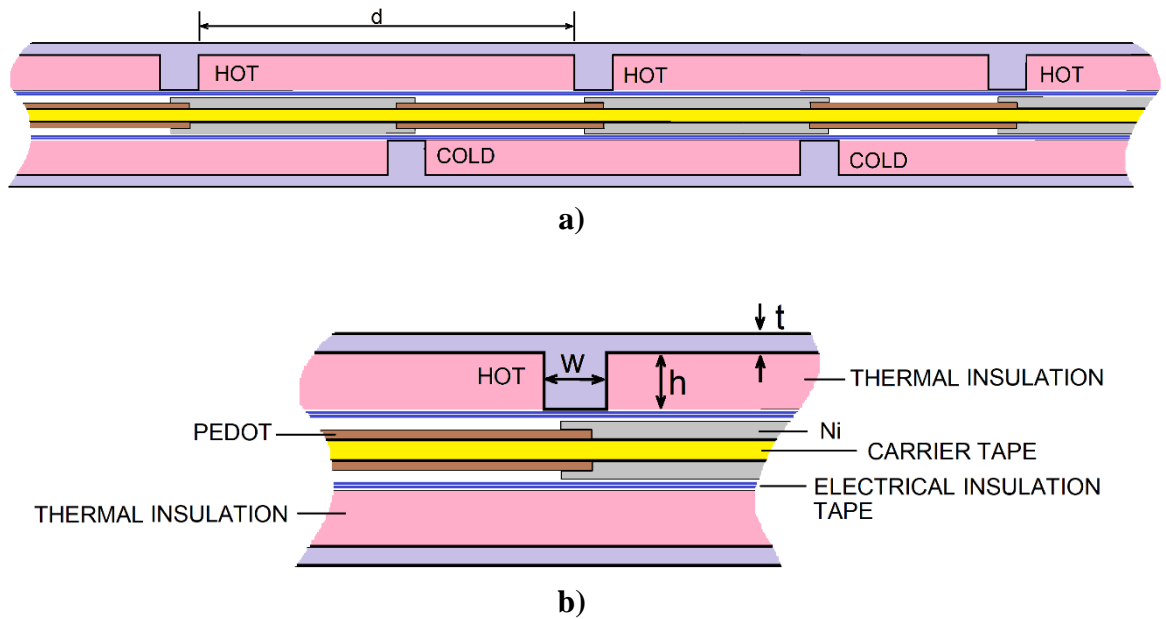 d
HOT
HOT
HOT
COLD
COLD
a)
t
W
HOT
h
THERMAL INSULATION
PEDOT
Ni
CARRIER TAPE
ELECTRICAL INSULATION
TAPE
THERMAL INSULATION
b)